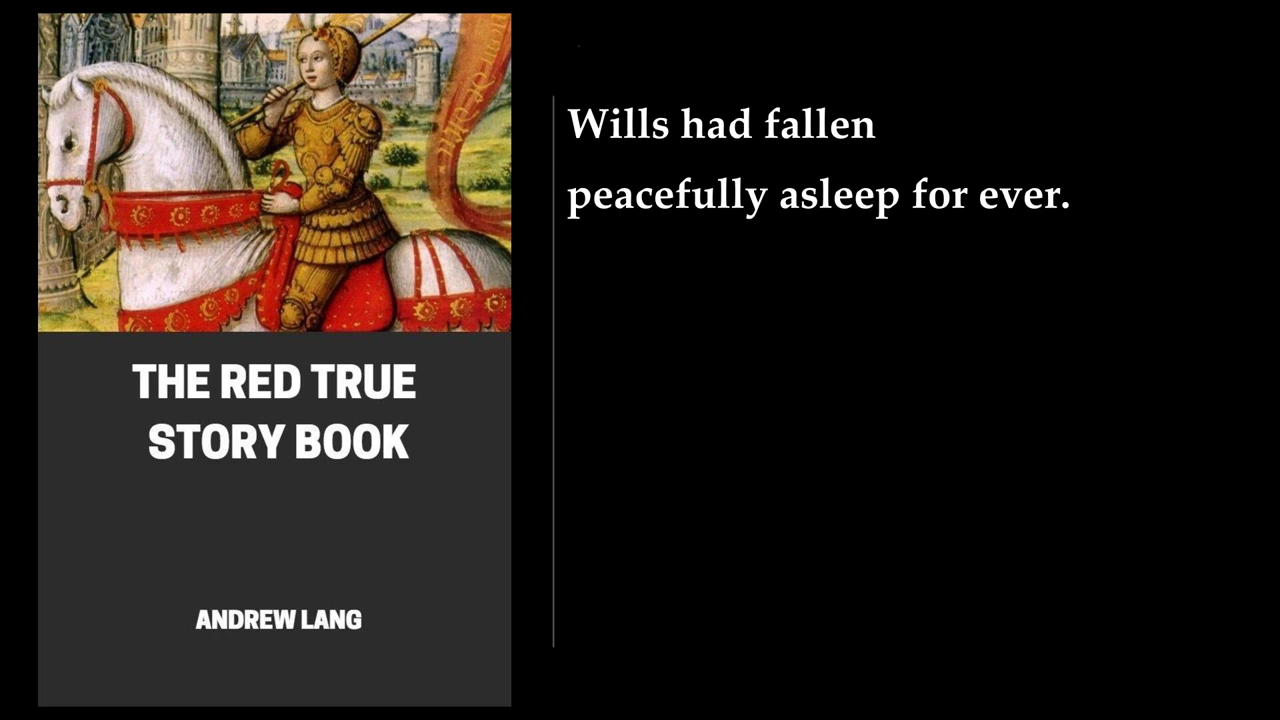 THE RED TRUE
STORY BOOK
ANDREW LANG
Wills had fallen
peacefully asleep for ever.